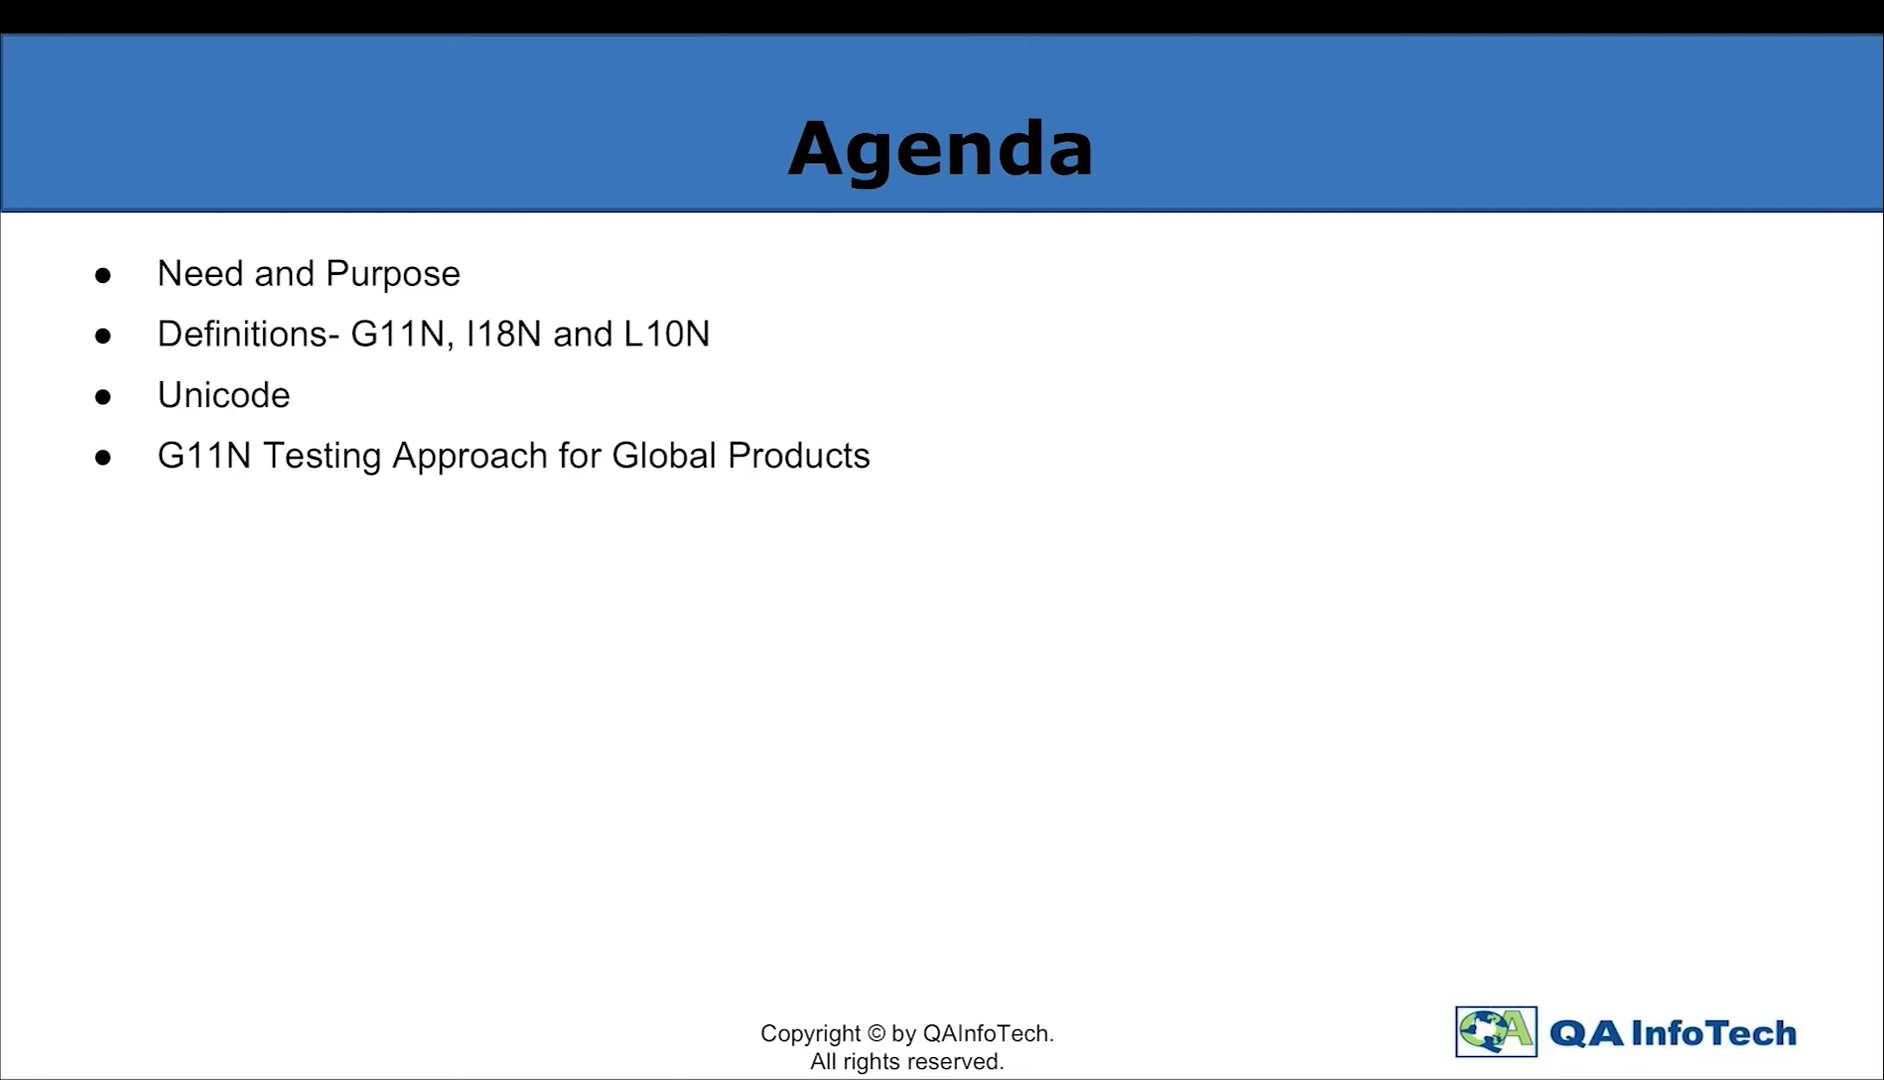 Agenda
● Need and Purpose
● Definitions- G11N, I18N and L10N
● Unicode
● G11N Testing Approach for Global Products
Copyright © by QAInfoTech.
All rights reserved.
QA
QA InfoTech